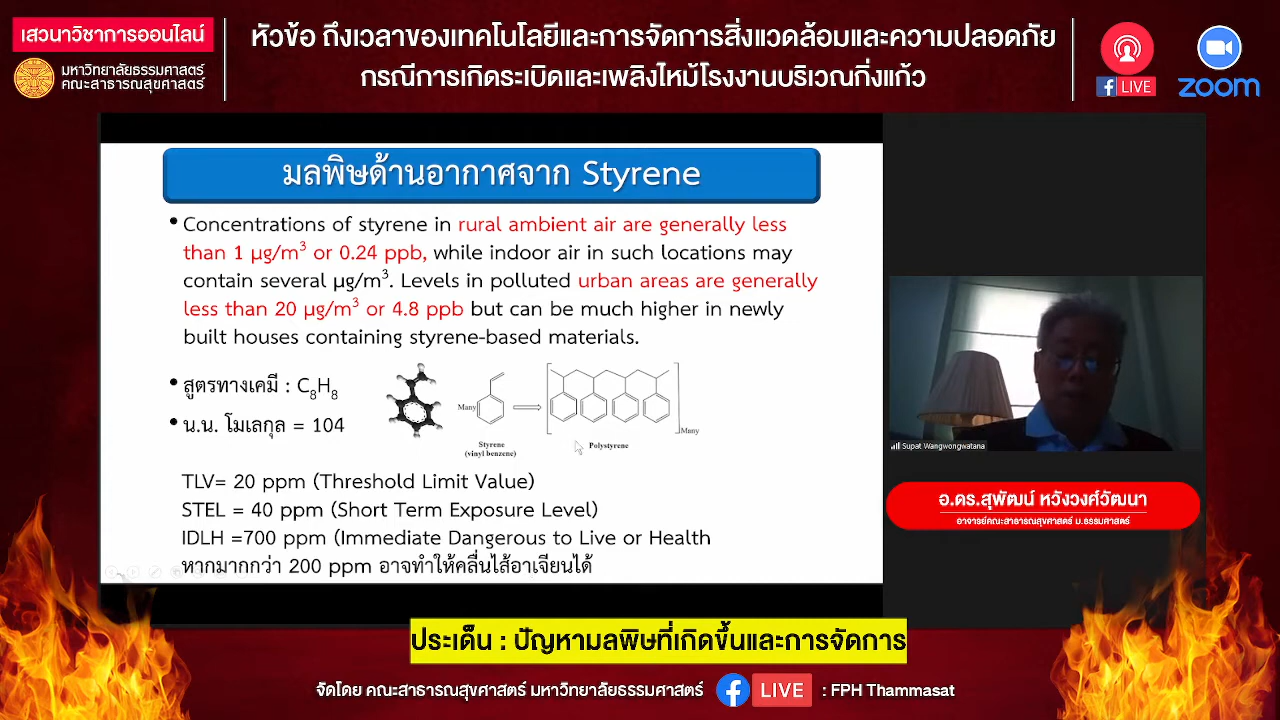 เสวนาวิชาการออนไลน์
มหาวิทยาลัยธรรมศาสตร์
คณะสาธารณสุขศาสตร์
หัวข้อ ถึงเวลาของเทคโนโลยีและการจัดการสิ่งแวดล้อมและความปลอดภัย
กรณีการเกิดระเบิดและเพลิงไหม้โรงงานบริเวณกิ่งแก้ว
f LIVE
zoom
มลพิษด้านอากาศจาก Styrene
• Concentrations of styrene in rural ambient air are generally less
than 1 µg/m³ or 0.24 ppb, while indoor air in such locations may
contain several µg/m³. Levels in polluted urban areas are generally
less than 20 µg/m³ or 4.8 ppb but can be much higher in newly
built houses containing styrene-based materials.
• สูตรทางเคมี : C₈H₈
• น.น. โมเลกุล = 104
Many
Styrene
(vinyl benzene)
Many
Polystyrene
TLV= 20 ppm (Threshold Limit Value)
STEL = 40 ppm (Short Term Exposure Level)
IDLH =700 ppm (Immediate Dangerous to Live or Health
หากมากกว่า 200 ppm อาจทำให้คลื่นไส้อาเจียนได้
Supat Wangwongwatana
อ.ดร.สุพัฒน์ หวังวงศ์วัฒนา
อาจารย์คณะสาธารณสุขศาสตร์ ม.ธรรมศาสตร์
ประเด็น : ปัญหามลพิษที่เกิดขึ้นและการจัดการ
จัดโดย คณะสาธารณสุขศาสตร์ มหาวิทยาลัยธรรมศาสตร์ f LIVE : FPH Thammasat